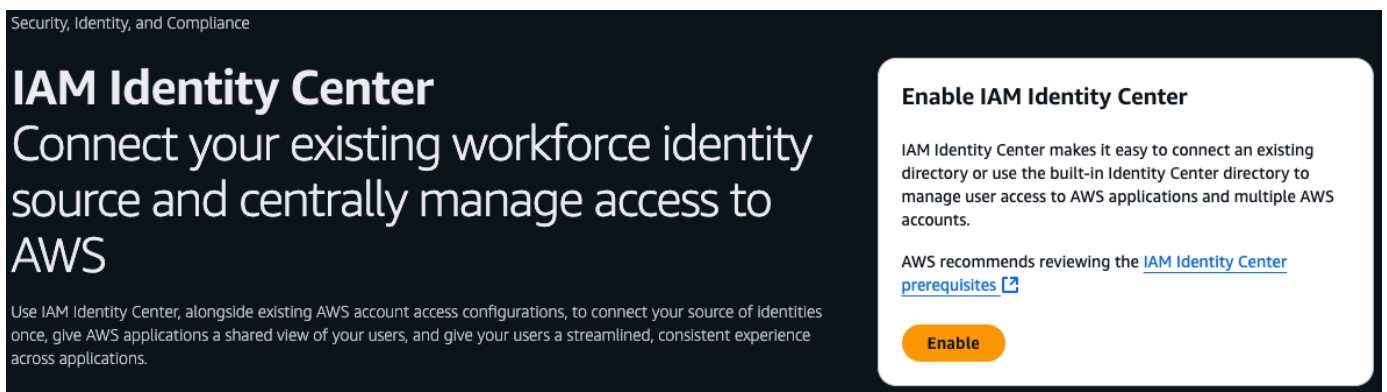 Security, Identity, and Compliance
IAM Identity Center
Connect your existing workforce identity
source and centrally manage access to
AWS
Use IAM Identity Center, alongside existing AWS account access configurations, to connect your source of identities
once, give AWS applications a shared view of your users, and give your users a streamlined, consistent experience
across applications.
Enable IAM Identity Center
IAM Identity Center makes it easy to connect an existing
directory or use the built-in Identity Center directory to
manage user access to AWS applications and multiple AWS
accounts.
AWS recommends reviewing the IAM Identity Center
prerequisites
Enable